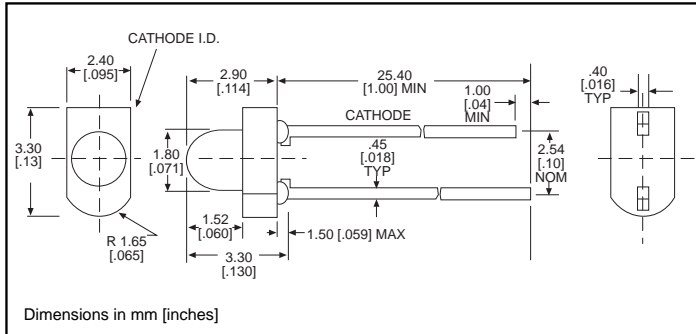 CATHODE I.D.
2.40
[.095]
3.30
[.13]
R 1.65
[.065]
2.90
[.114]
25.40
[1.00] MIN
1.00
[.04]
MIN
CATHODE
1.80
[.071]
.45
[.018]
TYP
2.54
[.10]
NOM
1.52
[.060]
1.50 [.059] MAX
3.30
[.130]
.40
[.016]
TYP
Dimensions in mm [inches]